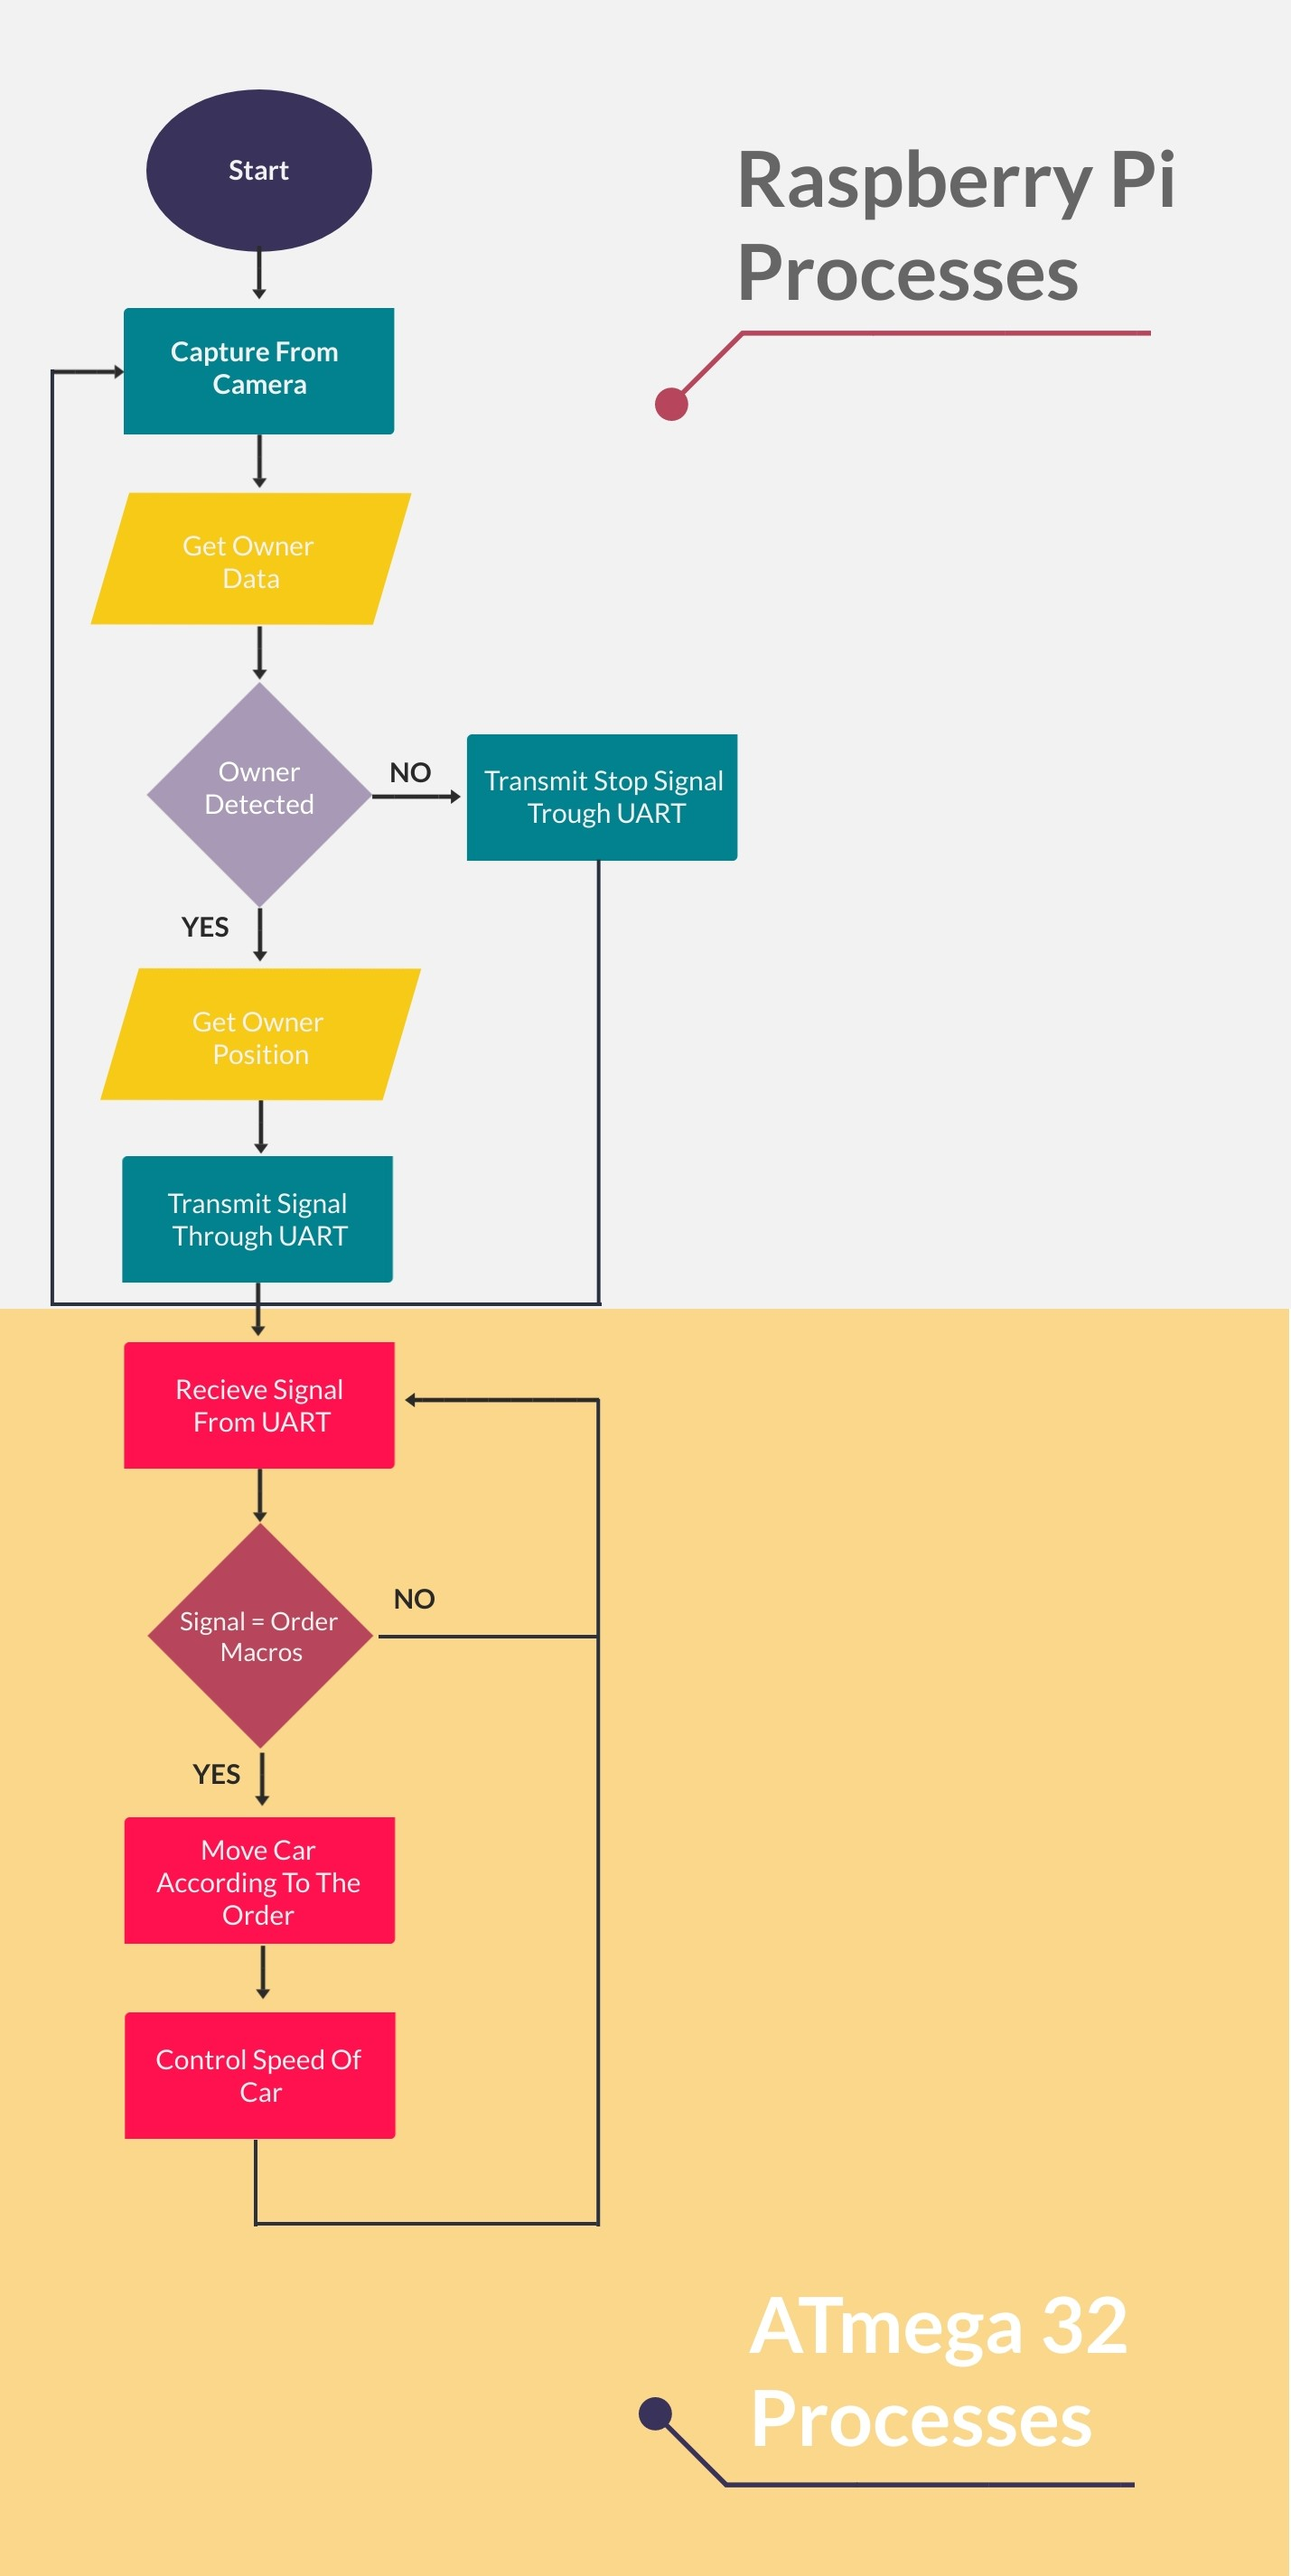 Start
Raspberry Pi
Processes
Capture From
Camera
Get Owner
Data
Owner
Detected
NO
Transmit Stop Signal
Trough UART
YES
Get Owner
Position
Transmit Signal
Through UART
Recieve Signal
From UART
NO
Signal = Order
Macros
YES
Move Car
According To The
Order
Control Speed Of
Car
ATmega 32
Processes